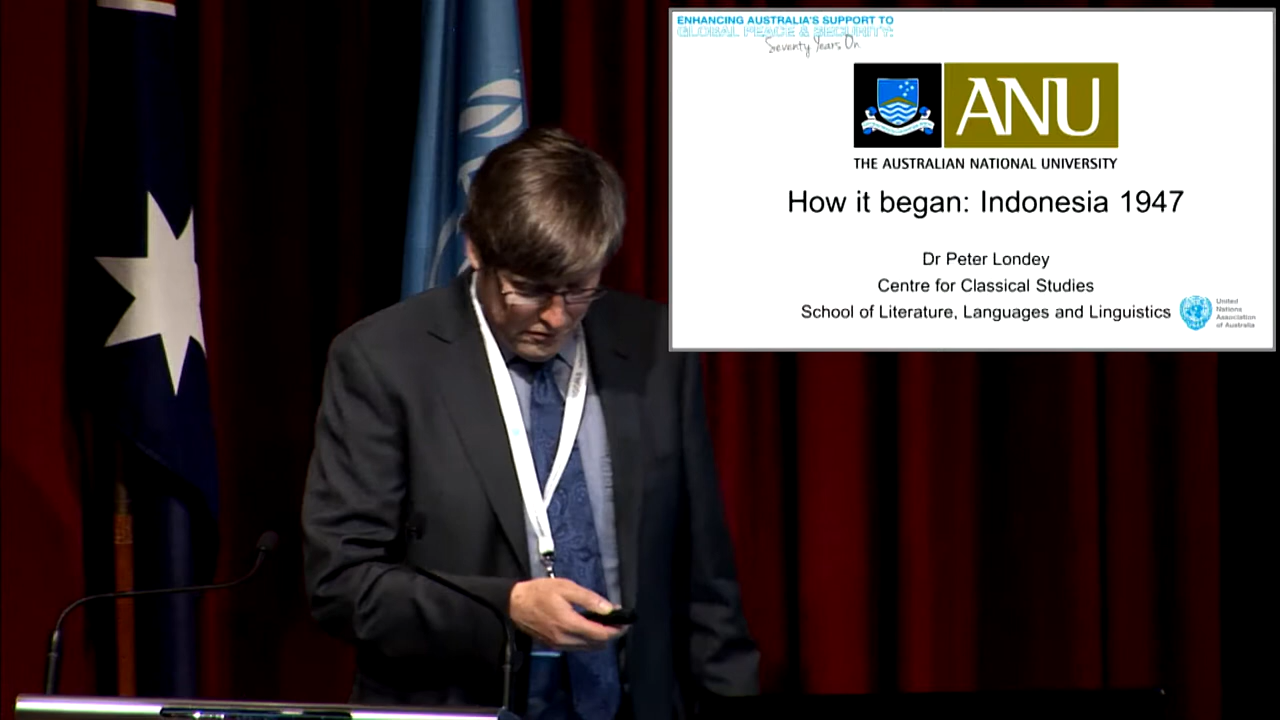 ENHANCING AUSTRALIA'S SUPPORT TO
GLOBAL PEACE & SECURITY:
Seventy Years On
ANU
THE AUSTRALIAN NATIONAL UNIVERSITY
How it began: Indonesia 1947
Dr Peter Londey
Centre for Classical Studies
School of Literature, Languages and Linguistics
United
Nations
Association
of Australia